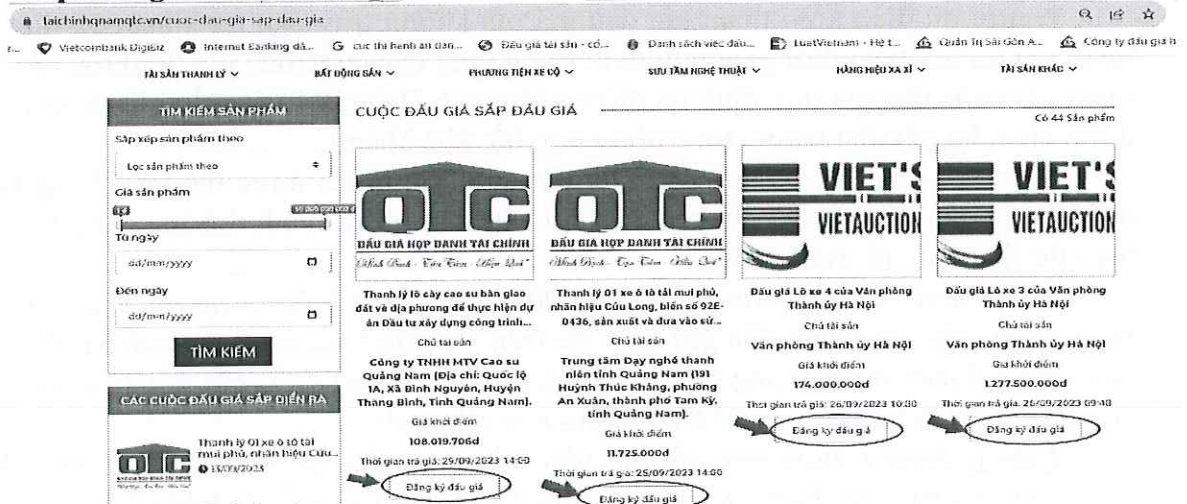 taichinhqnamqtc.vn/cuoc-dau-gia-sap-dau-gia
Vietcombank DigiBiz
Internet Banking dà...
cuc thi hanh an dan...
Đấu giá tài sản - cổ...
Danh sách việc đấu...
LuatVietnam - Hệ t...
Quản Trị Sài Gòn A...
Công ty đấu giá h
TÀI SẢN THANH LÝ
BẤT ĐỘNG SẢN
PHƯƠNG TIỆN XE CỘ
SƯU TẦM NGHỆ THUẬT
HÀNG HIỆU XA XỈ
TÀI SẢN KHÁC
TÌM KIẾM SẢN PHẨM
Sắp xếp sản phẩm theo
Lọc sản phẩm theo
Giá sản phẩm
Từ ngày
dd/mm/yyyy
Đến ngày
dd/mm/yyyy
TÌM KIẾM
CÁC CUỘC ĐẤU GIÁ SẮP DIỄN RA
Thanh lý 01 xe ô tô tải
mui phủ, nhãn hiệu Cửu...
13/09/2023
CUỘC ĐẤU GIÁ SẮP ĐẤU GIÁ
Có 44 Sản phẩm
QTC
ĐẤU GIÁ HỢP DANH TÀI CHÍNH
Thanh lý lô cây cao su bàn giao
đất về địa phương để thực hiện dự
án Đầu tư xây dựng công trình...
Chủ tài sản
Công ty TNHH MTV Cao su
Quảng Nam (Địa chỉ: Quốc lộ
1A, Xã Bình Nguyên, Huyện
Thăng Bình, Tỉnh Quảng Nam).
Giá khởi điểm
108.019.706đ
Thời gian trả giá: 29/09/2023 14:00
Đăng ký đấu giá
QTC
ĐẤU GIÁ HỢP DANH TÀI CHÍNH
Thanh lý 01 xe ô tô tải mui phủ,
nhãn hiệu Cửu Long, biển số 92E-
0436, sản xuất và đưa vào sử...
Chủ tài sản
Trung tâm Dạy nghề thanh
niên tỉnh Quảng Nam (191
Huỳnh Thúc Kháng, phường
An Xuân, thành phố Tam Kỳ,
tỉnh Quảng Nam).
Giá khởi điểm
11.725.000đ
Thời gian trả giá: 25/09/2023 14:00
Đăng ký đấu giá
VIET'S
VIETAUCTION
Đấu giá Lô xe 4 của Văn phòng
Thành ủy Hà Nội
Chủ tài sản
Văn phòng Thành ủy Hà Nội
Giá khởi điểm
174.000.000đ
Thời gian trả giá: 26/09/2023 10:30
Đăng ký đấu giá
VIET'S
VIETAUCTION
Đấu giá Lô xe 3 của Văn phòng
Thành ủy Hà Nội
Chủ tài sản
Văn phòng Thành ủy Hà Nội
Giá khởi điểm
1.277.500.000đ
Thời gian trả giá: 26/09/2023 09:40
Đăng ký đấu giá